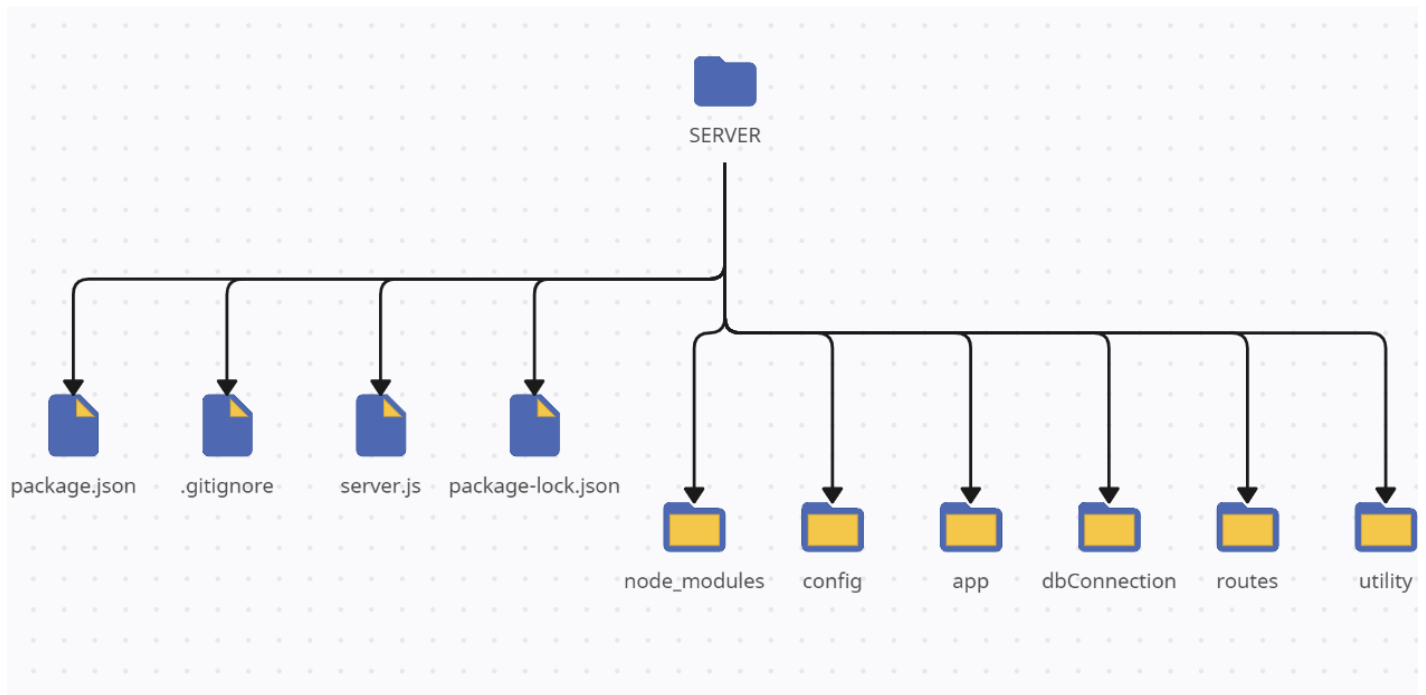 SERVER
package.json
.gitignore
server.js
package-lock.json
node_modules
config
app
dbConnection
routes
utility